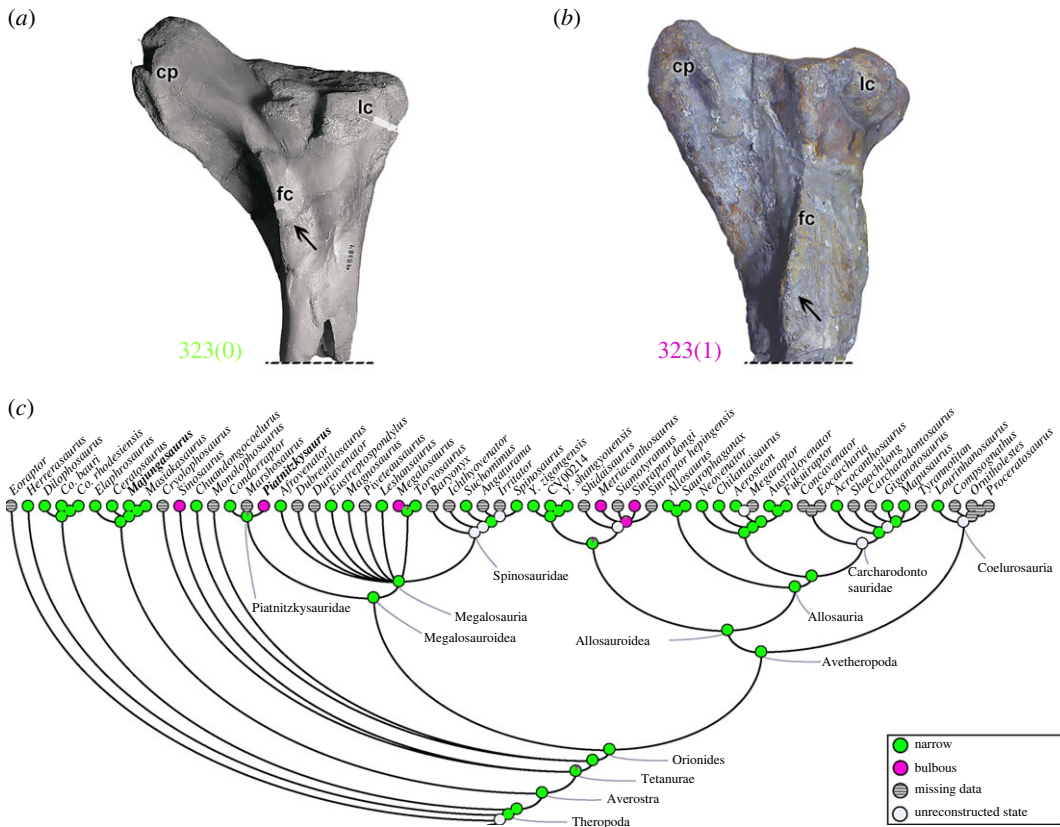 (a)
(b)
cp
lc
fc
323(0)
cp
lc
fc
323(1)
(c)
Eoraptor
Herrerasaurus
Dilophosaurus
Co. bauri
Co. rhodesiensis
Elaphrosaurus
Ceratosaurus
Majungasaurus
Masiakasaurus
Cryolophosaurus
Sinosaurus
Chuandongocoelurus
Monolophosaurus
Condorraptor
Marshosaurus
Piatnitzkysaurus
Afrovenator
Dubreuillosaurus
Duriavenator
Eustreptospondylus
Magnosaurus
Piveteausaurus
Leshansaurus
Megalosaurus
Torvosaurus
Baryonyx
Ichthyovenator
Suchomimus
Angaturama
Irritator
Spinosaurus
Y. zigongensis
CV00214
Y. shangyouensis
Shidaisaurus
Metriacanthosaurus
Siamotyrannus
Sinraptor dongi
Sinraptor hepingensis
Allosaurus
Saurophaganax
Neovenator
Chilantaisaurus
Aerosteon
Megaraptor
Australovenator
Fukuiraptor
Concavenator
Eocarcharia
Acrocanthosaurus
Shaochilong
Carcharodontosaurus
Giganotosaurus
Mapusaurus
Tyrannotitan
Lourinhanosaurus
Compsognathus
Ornitholestes
Proceratosaurus
Spinosauridae
Piatnitzkysauridae
Megalosauria
Megalosauroidea
Carcharodonto
sauridae
Coelurosauria
Allosauria
Allosauroidea
Avetheropoda
Orionides
Tetanurae
Averostra
Theropoda
narrow
bulbous
missing data
unreconstructed state